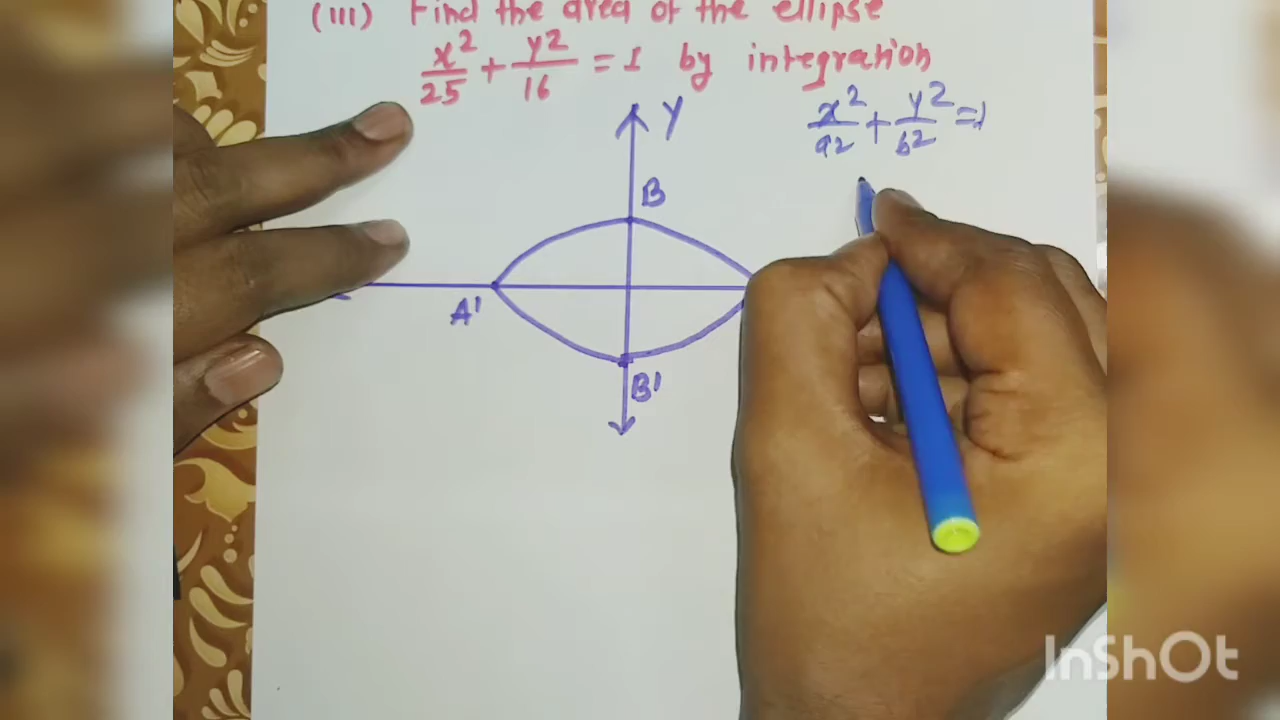 (III) Find the area of the ellipse
x²/25 + y2/16 = 1 by integration
x²/a2 + y2/b2 = 1
Y
B
A'
B'
InShOt